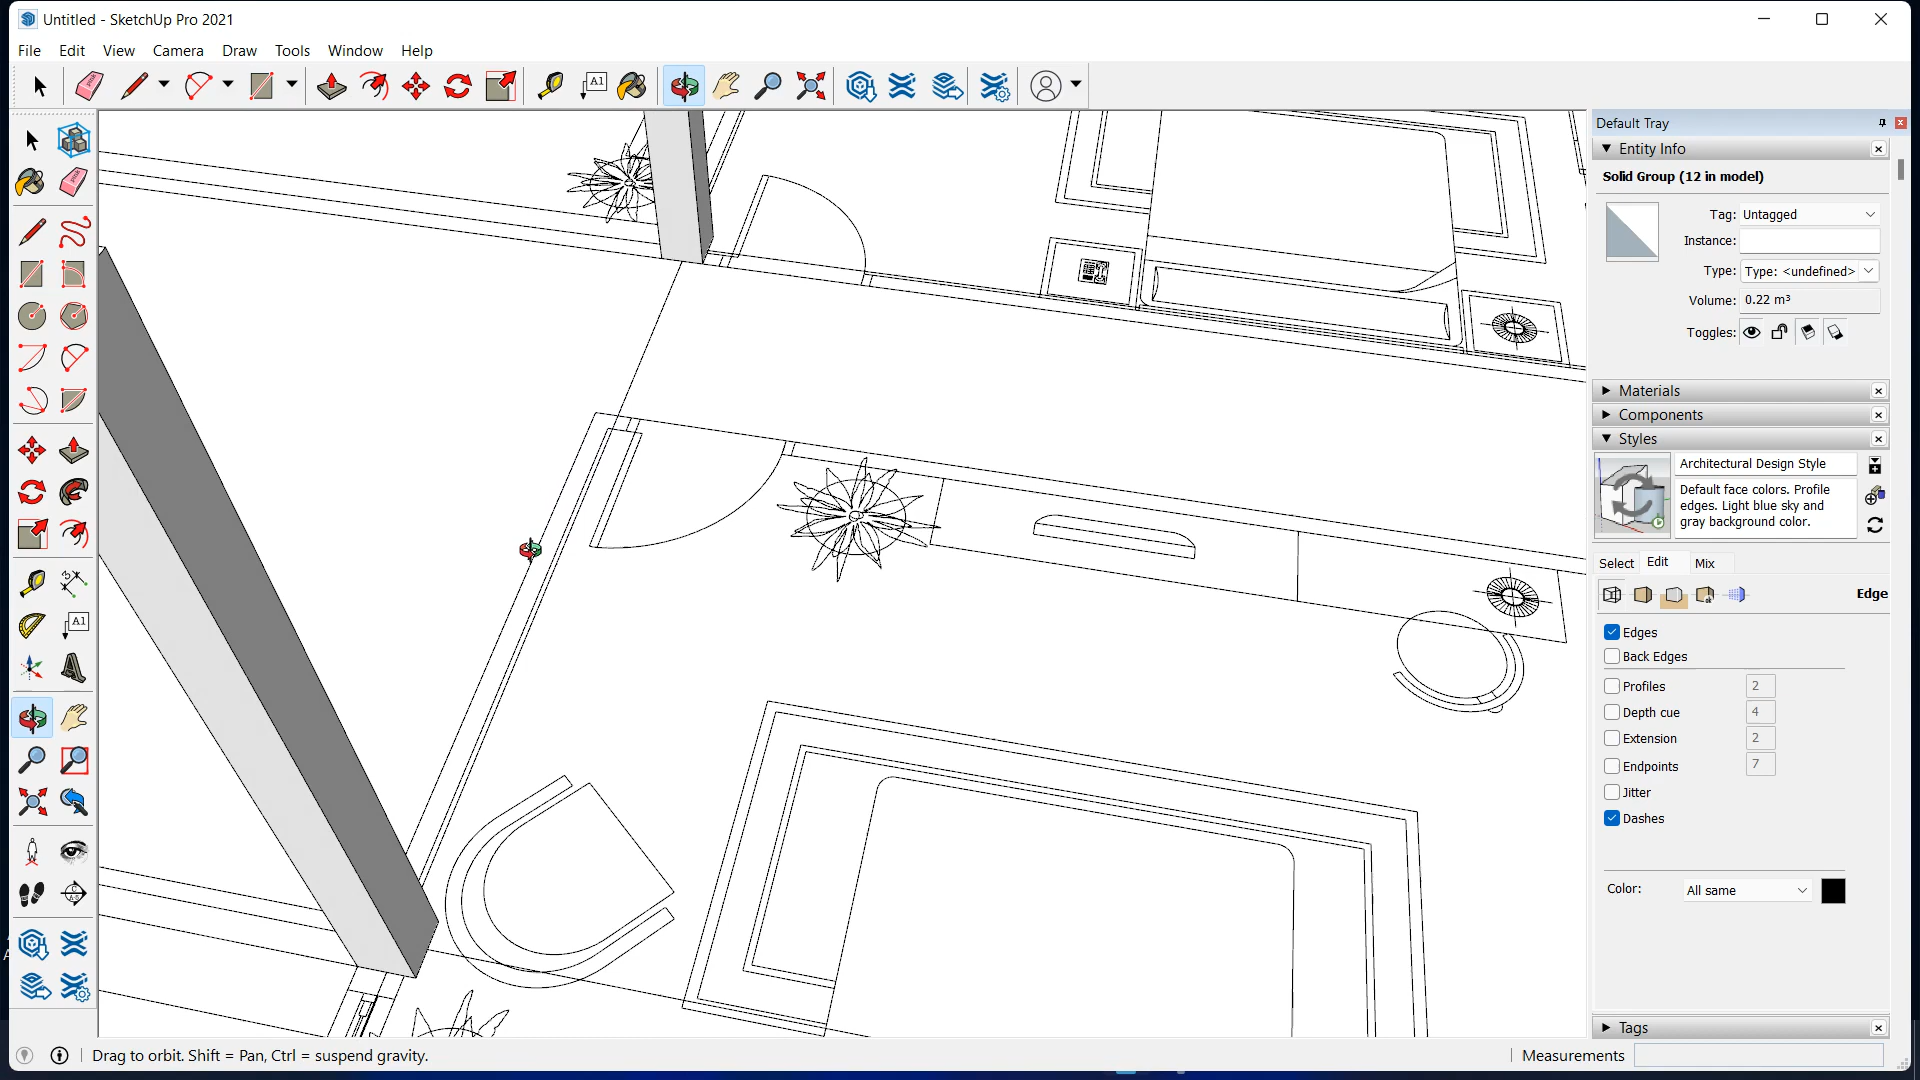 Untitled - SketchUp Pro 2021
File Edit View Camera Draw Tools Window Help
Default Tray
Entity Info
Solid Group (12 in model)
Tag: Untagged
Instance:
Type: Type: <undefined>
Volume: 0.22 m³
Toggles:
Materials
Components
Styles
Architectural Design Style
Default face colors. Profile
edges. Light blue sky and
gray background color.
Select Edit Mix
Edge
Edges
Back Edges
Profiles 2
Depth cue 4
Extension 2
Endpoints 7
Jitter
Dashes
Color: All same
Tags
Drag to orbit. Shift = Pan, Ctrl = suspend gravity.
Measurements